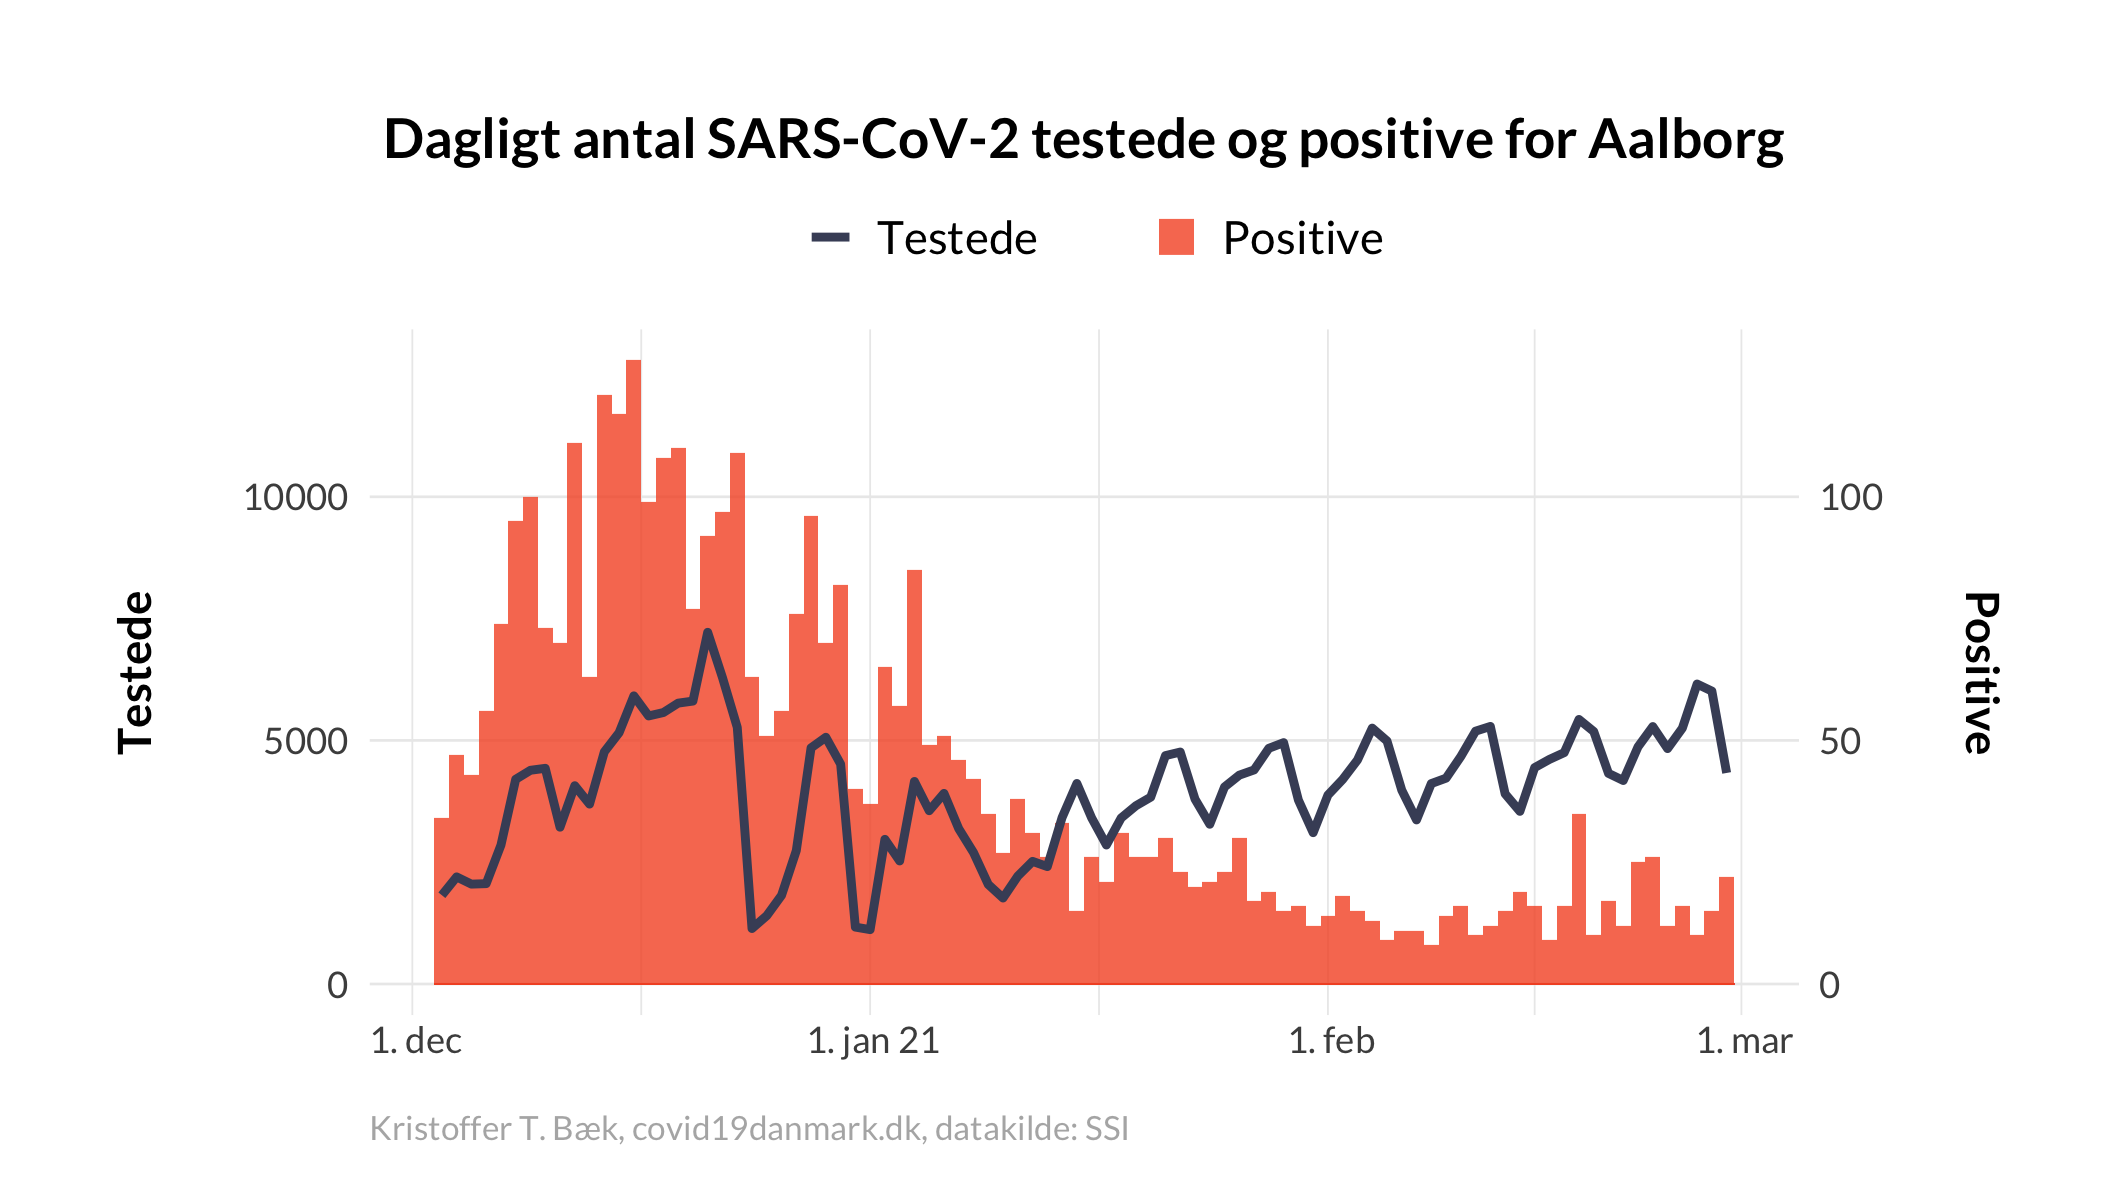 Dagligt antal SARS-CoV-2 testede og positive for Aalborg
Testede
Positive
10000
5000
0
Testede
100
50
0
Positive
1. dec
1. jan 21
1. feb
1. mar
Kristoffer T. Bæk, covid19danmark.dk, datakilde: SSI